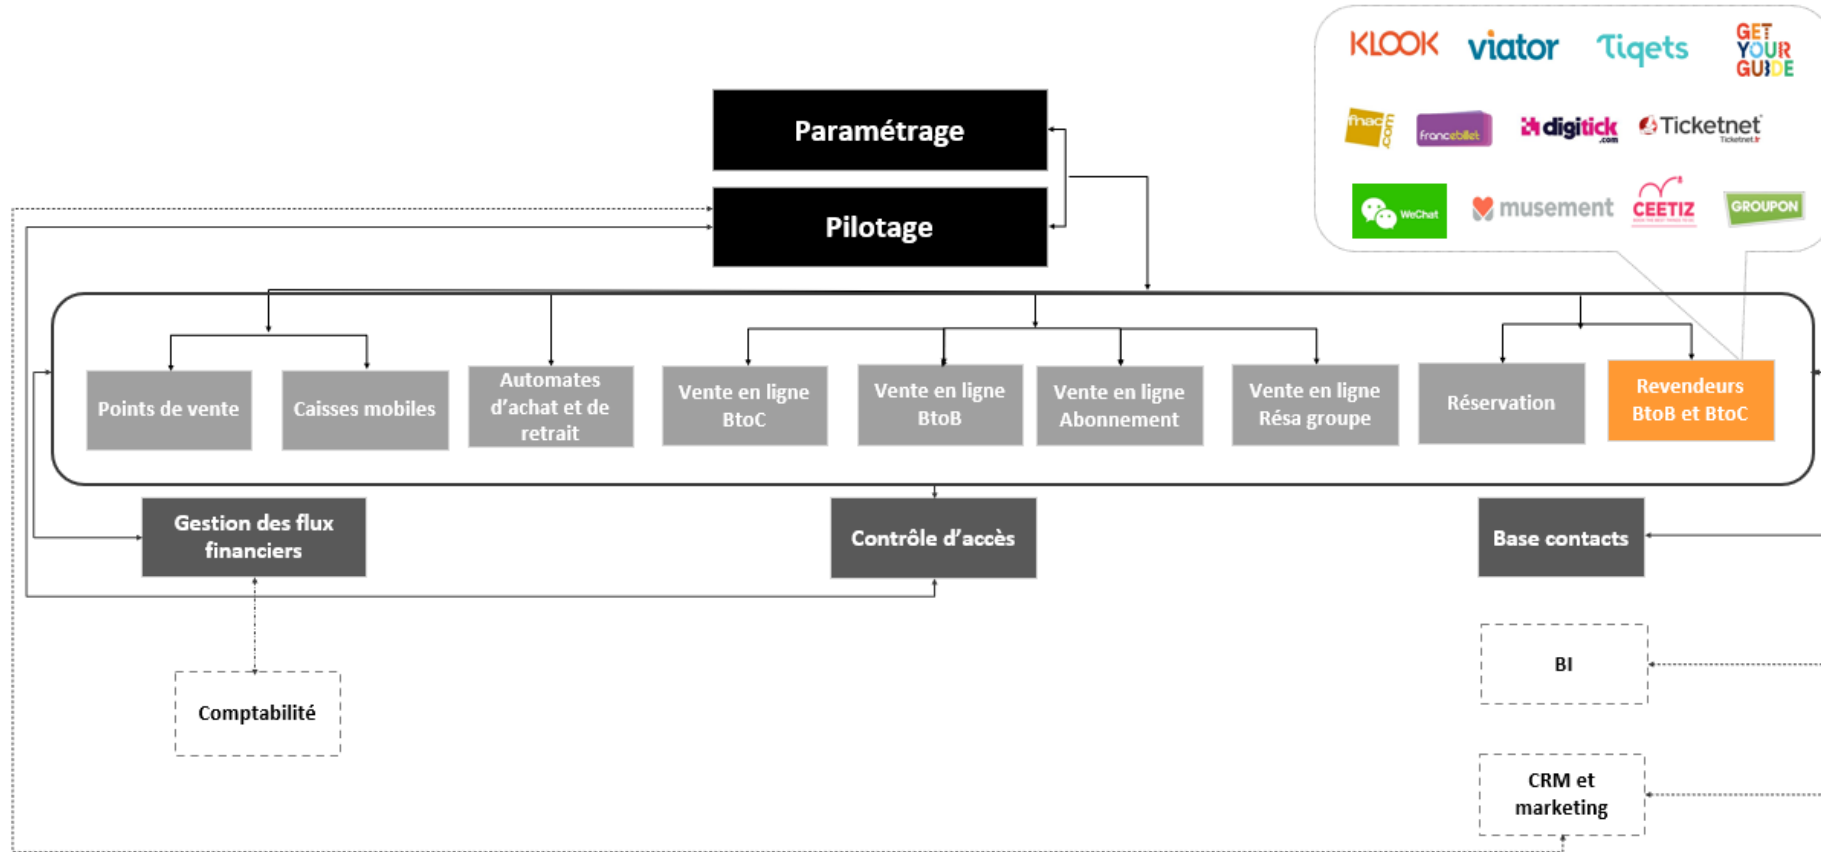 KLOOK
viator
Tiqets
GET
YOUR
GUIDE
fnac
.com
francebillet
digitick
.com
Ticketnet
Ticketnet.fr
WeChat
musement
CEETIZ
GROUPON
Paramétrage
Pilotage
Points de vente
Caisses mobiles
Automates
d’achat et de
retrait
Vente en ligne
BtoC
Vente en ligne
BtoB
Vente en ligne
Abonnement
Vente en ligne
Résa groupe
Réservation
Revendeurs
BtoB et BtoC
Gestion des flux
financiers
Contrôle d’accès
Base contacts
BI
Comptabilité
CRM et
marketing